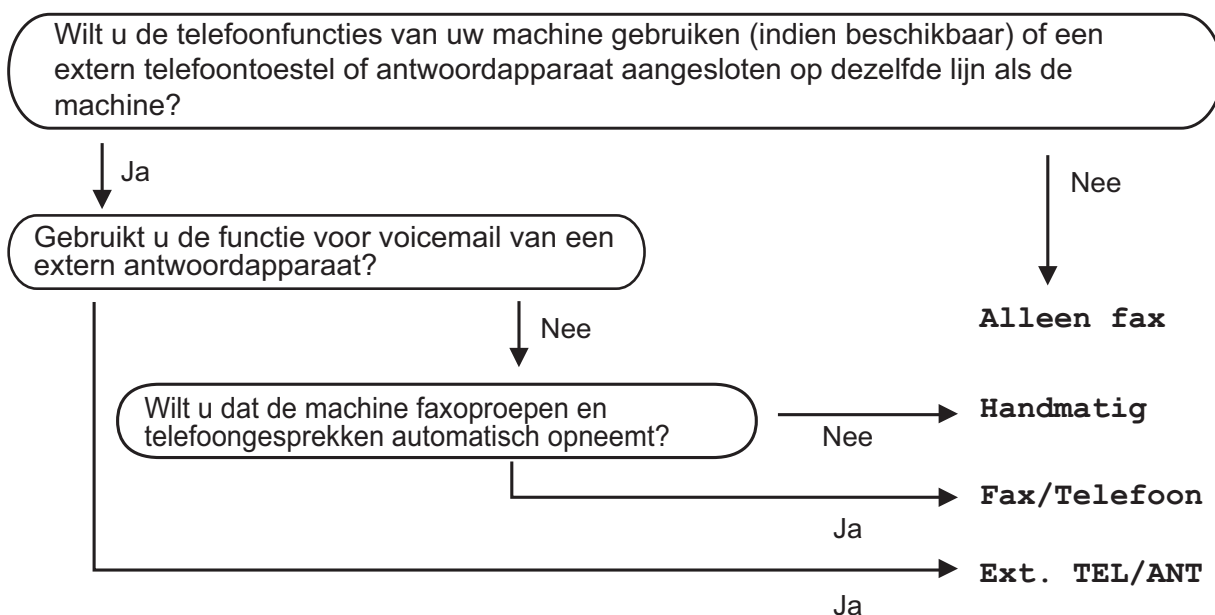 Wilt u de telefoonfuncties van uw machine gebruiken (indien beschikbaar) of een
extern telefoontoestel of antwoordapparaat aangesloten op dezelfde lijn als de
machine?
Ja
Nee
Gebruikt u de functie voor voicemail van een
extern antwoordapparaat?
Nee
Alleen fax
Wilt u dat de machine faxoproepen en
telefoongesprekken automatisch opneemt?
Nee
Handmatig
Ja
Fax/Telefoon
Ja
Ext. TEL/ANT